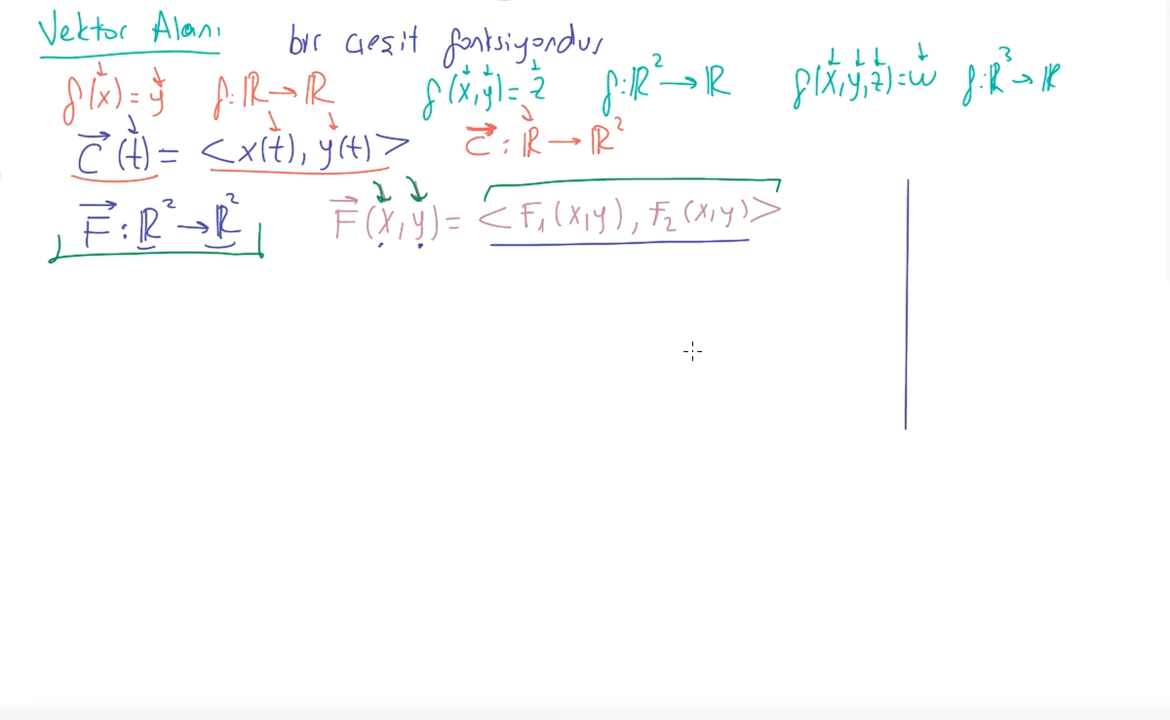 Vektör Alanı bir çeşit fonksiyondur
f(x) = y f: ℝ → ℝ f(x,y) = z f: ℝ² → ℝ f(x,y,z) = w f: ℝ³ → ℝ
C⃗(t) = <x(t), y(t)> C⃗ : ℝ → ℝ²
F⃗ : ℝ² → ℝ² F⃗(x,y) = <F₁(x,y), F₂(x,y)>